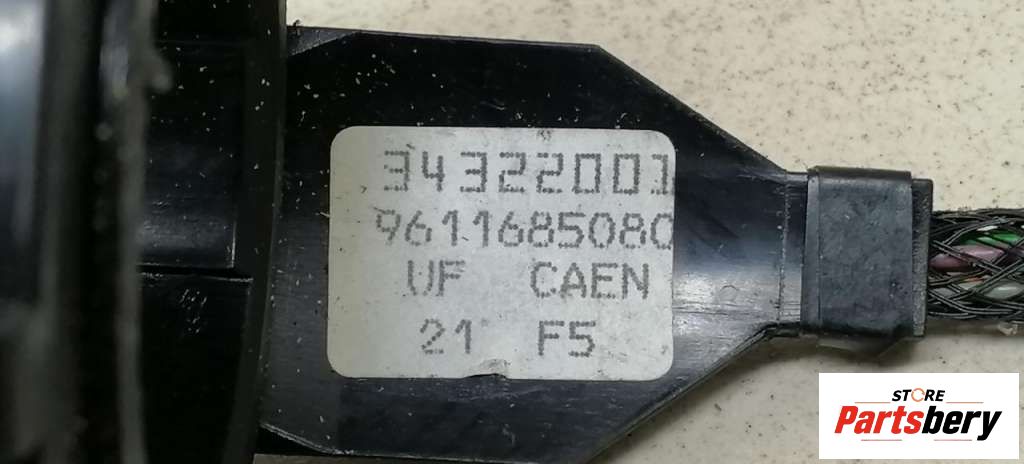 34322001
9611685080
UF CAEN
21 F5
STORE
Partsbery